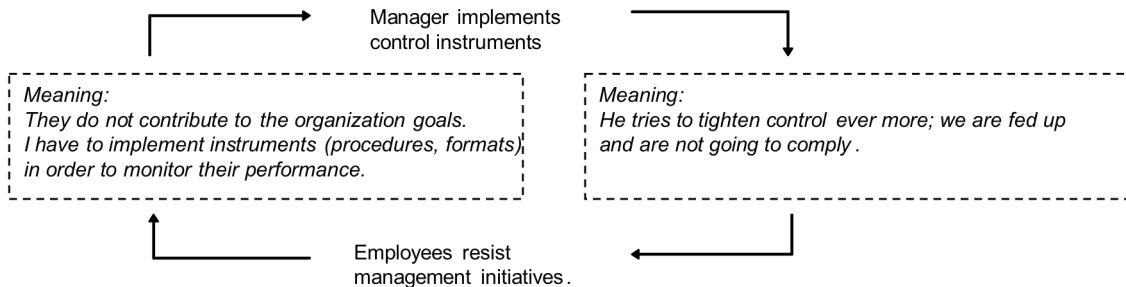 Manager implements
control instruments
Meaning:
They do not contribute to the organization goals.
I have to implement instruments (procedures, formats)
in order to monitor their performance.
Meaning:
He tries to tighten control ever more; we are fed up
and are not going to comply.
Employees resist
management initiatives.